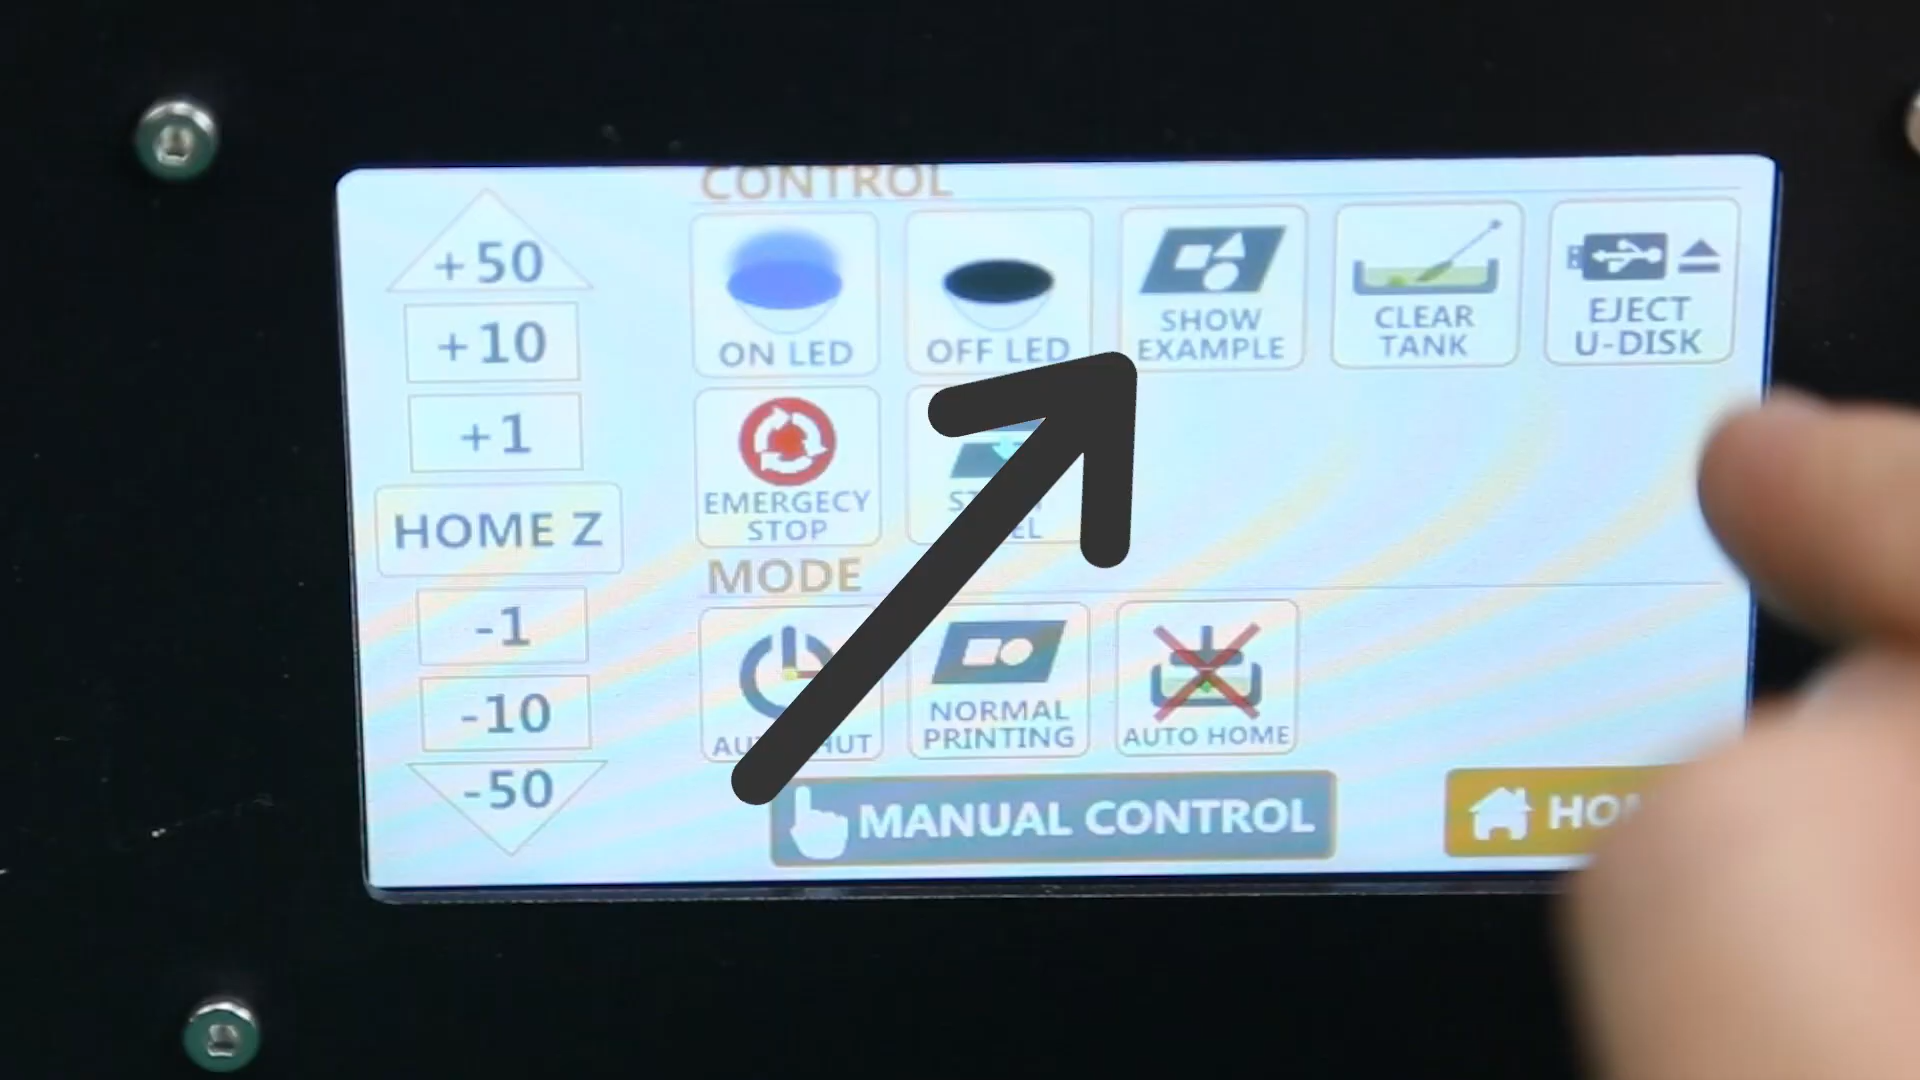 CONTROL
+50
+10
+1
HOME Z
-1
-10
-50
ON LED
OFF LED
SHOW
EXAMPLE
CLEAR
TANK
EJECT
U-DISK
EMERGECY
STOP
MODE
NORMAL
PRINTING
AUTO HOME
MANUAL CONTROL